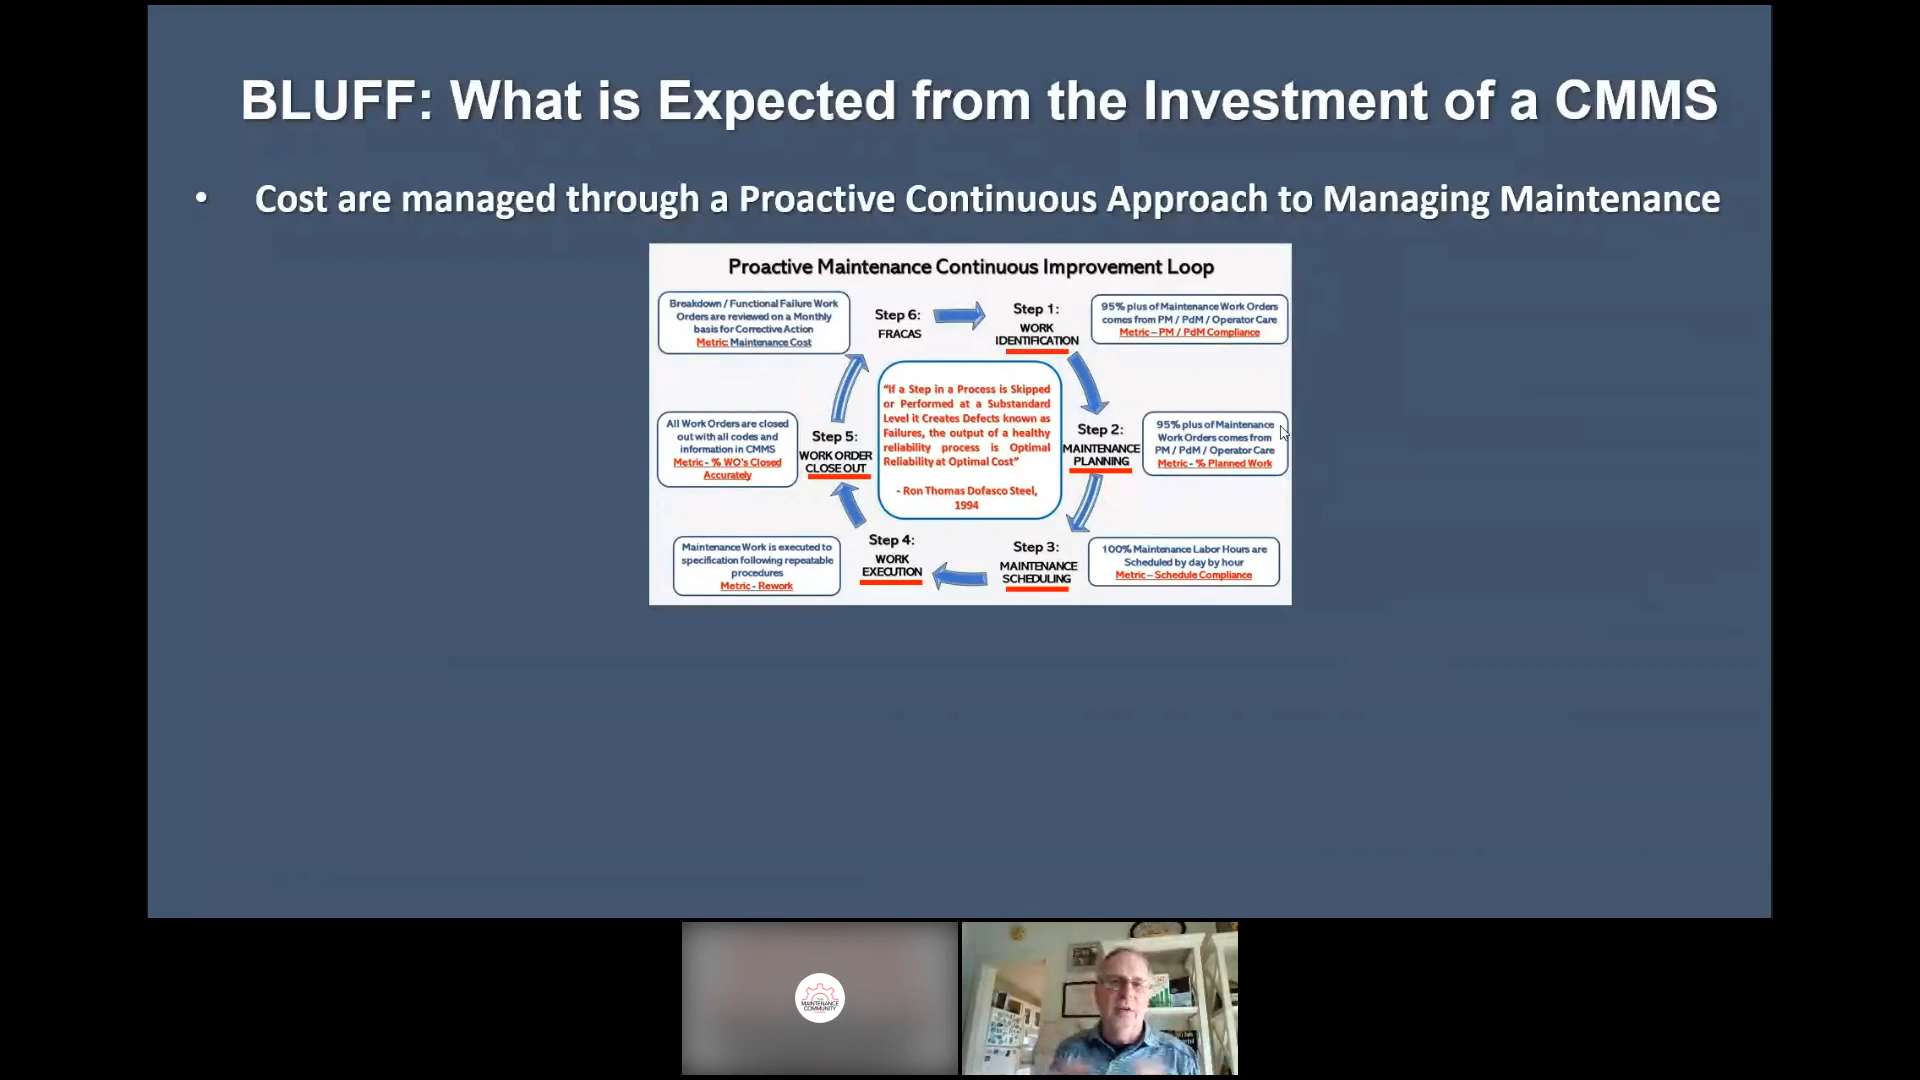 BLUFF: What is Expected from the Investment of a CMMS
• Cost are managed through a Proactive Continuous Approach to Managing Maintenance
Proactive Maintenance Continuous Improvement Loop
Breakdown / Functional Failure Work
Orders are reviewed on a Monthly
basis for Corrective Action
Metric: Maintenance Cost
Step 6:
FRACAS
Step 1:
WORK
IDENTIFICATION
95% plus of Maintenance Work Orders
comes from PM / PdM / Operator Care
Metric – PM / PdM Compliance
All Work Orders are closed
out with all codes and
information in CMMS
Metric - % WO's Closed
Accurately
Step 5:
WORK ORDER
CLOSE OUT
"If a Step in a Process is Skipped
or Performed at a Substandard
Level it Creates Defects known as
Failures, the output of a healthy
reliability process is Optimal
Reliability at Optimal Cost"
- Ron Thomas Dofasco Steel,
1994
Step 2:
MAINTENANCE
PLANNING
95% plus of Maintenance
Work Orders comes from
PM / PdM / Operator Care
Metric - % Planned Work
Maintenance Work is executed to
specification following repeatable
procedures
Metric - Rework
Step 4:
WORK
EXECUTION
Step 3:
MAINTENANCE
SCHEDULING
100% Maintenance Labor Hours are
Scheduled by day by hour
Metric – Schedule Compliance
MAINTENANCE
COMMUNITY